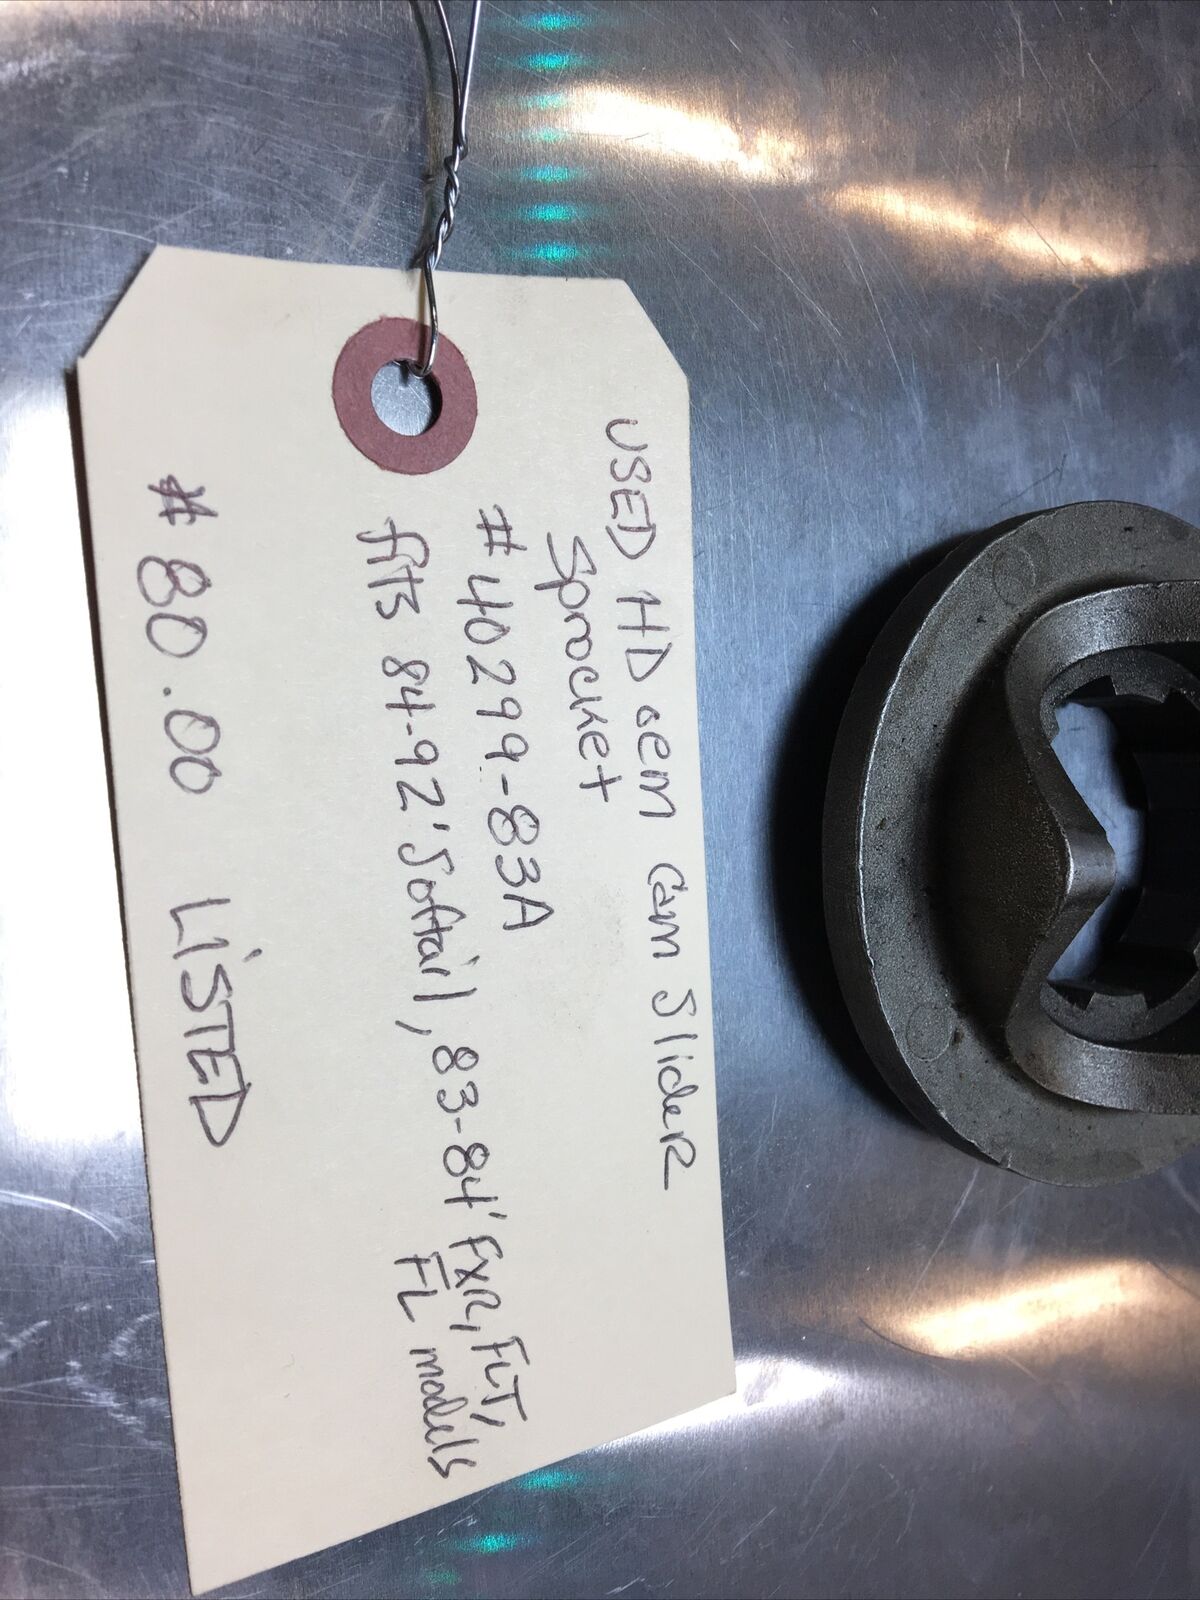 USED HD oem Cam SlideR
Sprocket
#40299-83A
fits 84-92' Softail, 83-84' FXR, FLT,
FL models
# 80.00 LiSTED